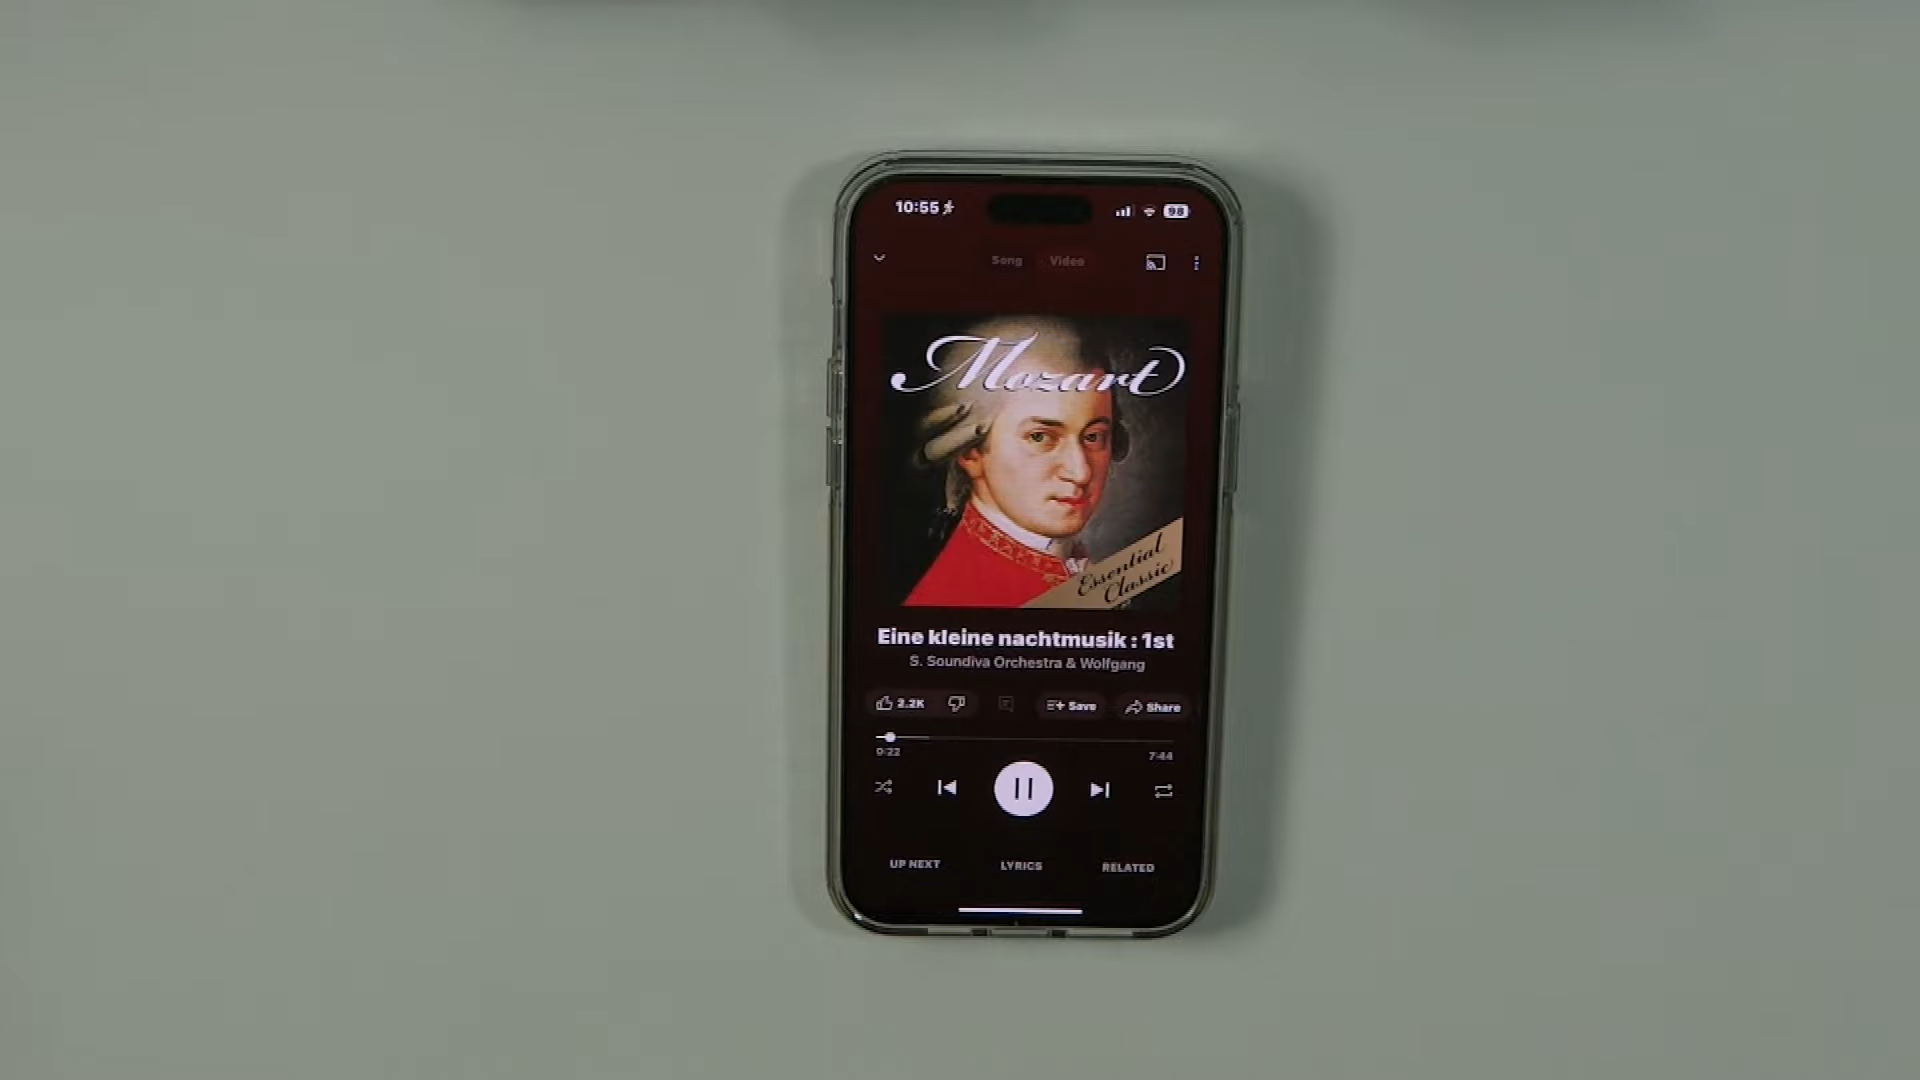 10:55
98
Song Video
Mozart
Essential
Classic
Eine kleine nachtmusik : 1st
S. Soundiva Orchestra & Wolfgang
2.2K Save Share
0:22 7:44
UP NEXT LYRICS RELATED